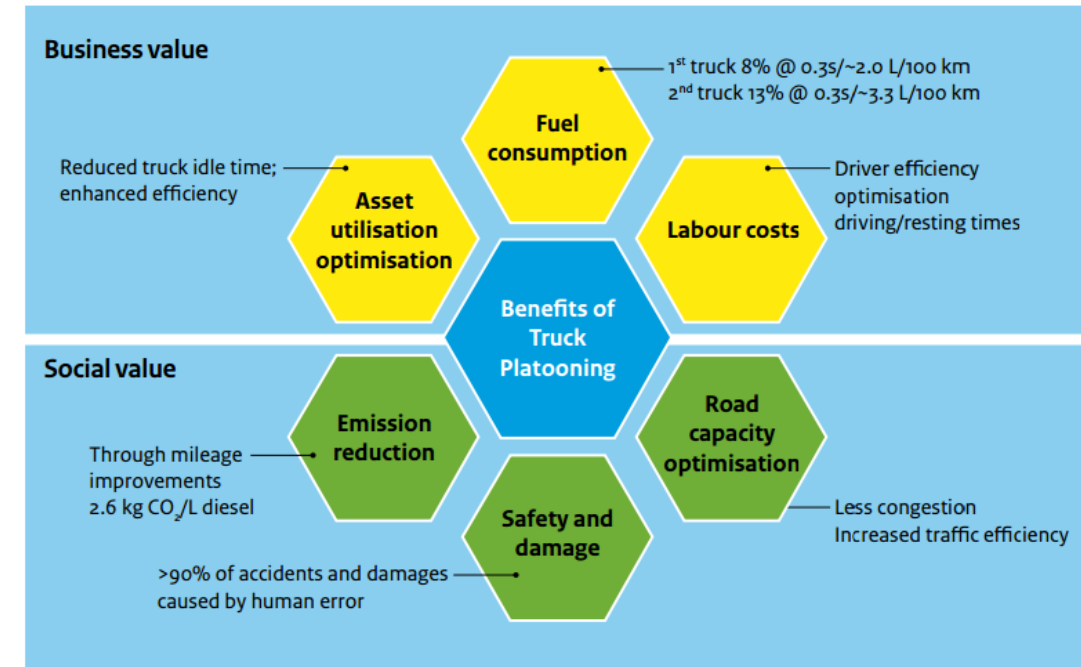 Business value
1st truck 8% @ 0.3s/~2.0 L/100 km
2nd truck 13% @ 0.3s/~3.3 L/100 km
Fuel
consumption
Reduced truck idle time;
enhanced efficiency
Asset
utilisation
optimisation
Labour costs
Driver efficiency
optimisation
driving/resting times
Benefits of
Truck
Platooning
Social value
Emission
reduction
Through mileage
improvements
2.6 kg CO2/L diesel
Road
capacity
optimisation
Less congestion
Increased traffic efficiency
Safety and
damage
>90% of accidents and damages
caused by human error